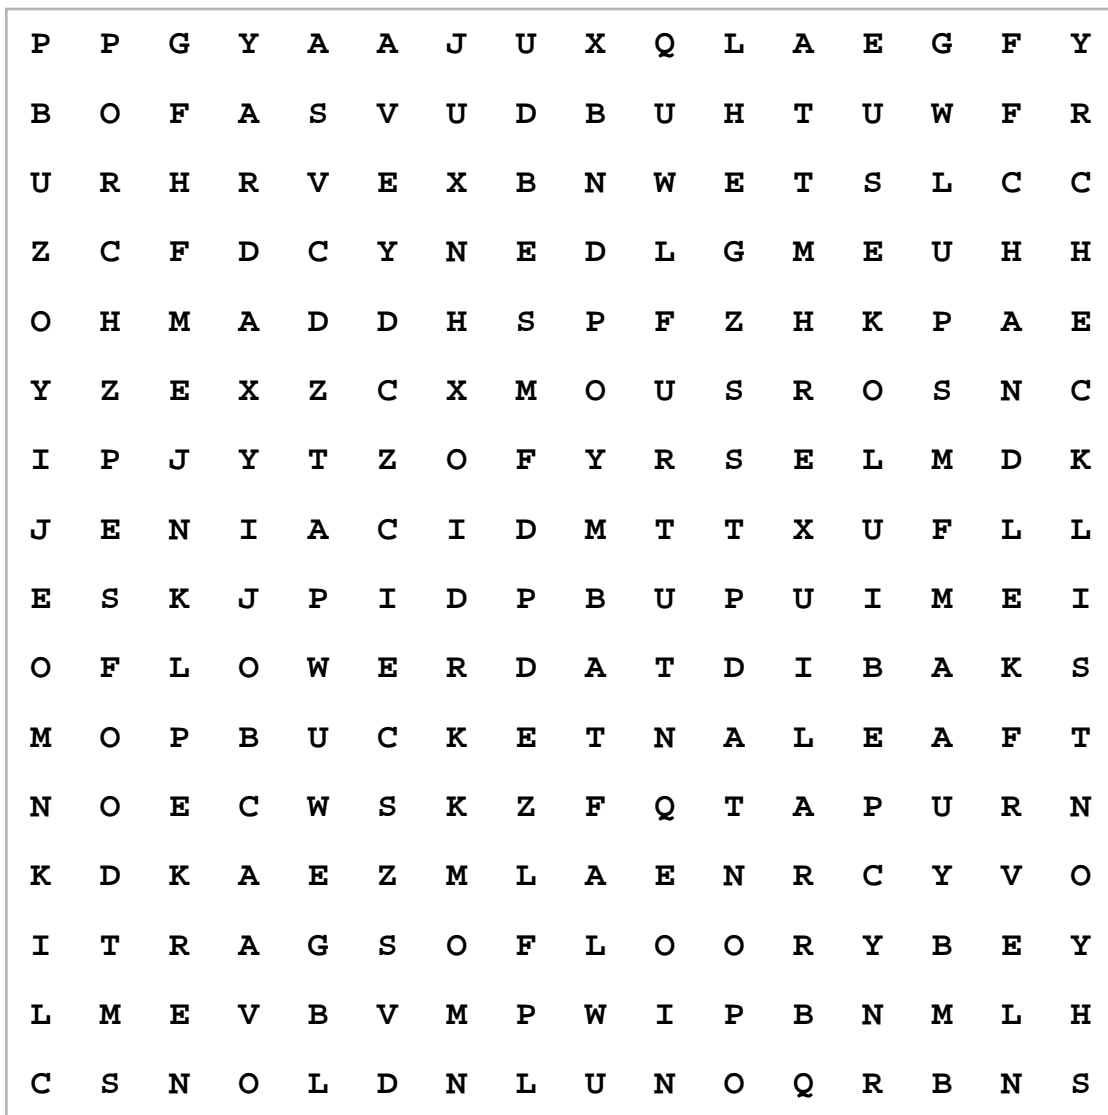 P P G Y A A J U X Q L A E G F Y
B O F A S V U D B U H T U W F R
U R H R V E X B N W E T S L C C
Z C F D C Y N E D L G M E U H H
O H M A D D H S P F Z H K P A E
Y Z E X Z C X M O U S R O S N C
I P J Y T Z O F Y R S E L M D K
J E N I A C I D M T T X U F L L
E S K J P I D P B U P U I M E I
O F L O W E R D A T D I B A K S
M O P B U C K E T N A L E A F T
N O E C W S K Z F Q T A P U R N
K D K A E Z M L A E N R C Y V O
I T R A G S O F L O O R Y B E Y
L M E V B V M P W I P B N M L H
C S N O L D N L U N O Q R B N S